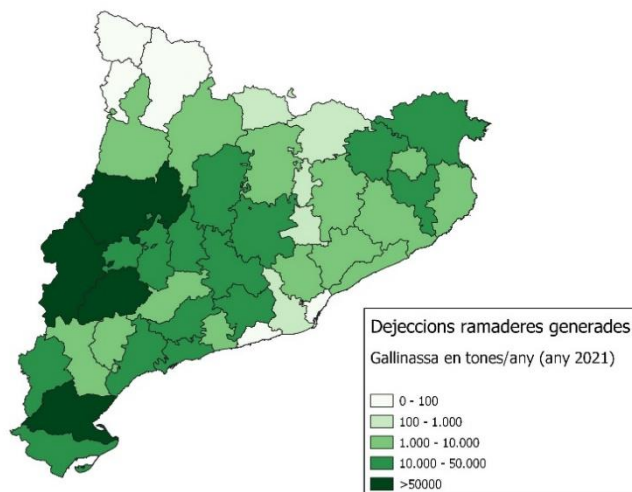 Dejeccions ramaderes generades
Gallinassa en tones/any (any 2021)
0 - 100
100 - 1.000
1.000 - 10.000
10.000 - 50.000
>50000